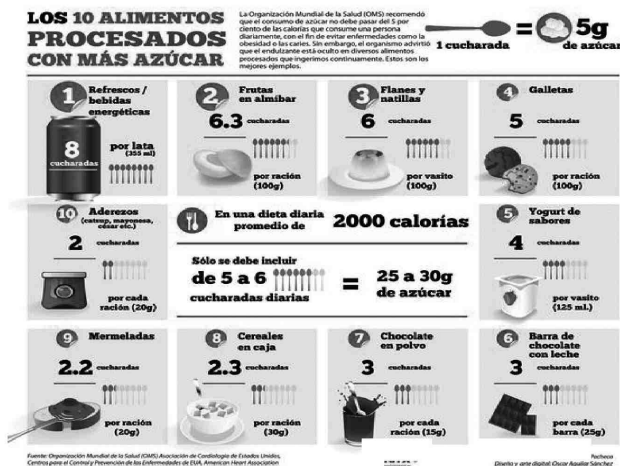 LOS 10 ALIMENTOS
PROCESADOS
CON MÁS AZÚCAR
La Organización Mundial de la Salud (OMS) recomendó
que el consumo de azúcar no debe pasar del 5 por
ciento de las calorías que consume una persona
diariamente, con el fin de evitar enfermedades como la
obesidad o las caries. Sin embargo, el organismo advirtió
que el endulzante está oculto en diversos alimentos
procesados que ingerimos continuamente. Estos son los
mejores ejemplos.
1 cucharada
=
5g
de azúcar
1
Refrescos /
bebidas
energéticas
8
cucharadas
por lata
(355 ml)
2
Frutas
en almíbar
6.3 cucharadas
por ración
(100g)
3
Flanes y
natillas
6 cucharadas
por vasito
(100g)
4
Galletas
5 cucharadas
por ración
(100g)
10
Aderezos
(catsup, mayonesa,
césar etc.)
2 cucharadas
por cada
ración (20g)
En una dieta diaria
promedio de
2000 calorías
Sólo se debe incluir
de 5 a 6
cucharadas diarias
=
25 a 30g
de azúcar
5
Yogurt de
sabores
4 cucharadas
por vasito
(125 ml.)
9
Mermeladas
2.2 cucharadas
por ración
(20g)
8
Cereales
en caja
2.3 cucharadas
por ración
(30g)
7
Chocolate
en polvo
3 cucharadas
por cada
ración (15g)
6
Barra de
chocolate
con leche
3 cucharadas
por cada
barra (25g)
Fuente: Organización Mundial de la Salud (OMS) Asociación de Cardiología de Estados Unidos,
Centros para el Control y Prevención de las Enfermedades de EUA, American Heart Association
Pacheco
Diseño y arte digital: Óscar Aguilar Sánchez